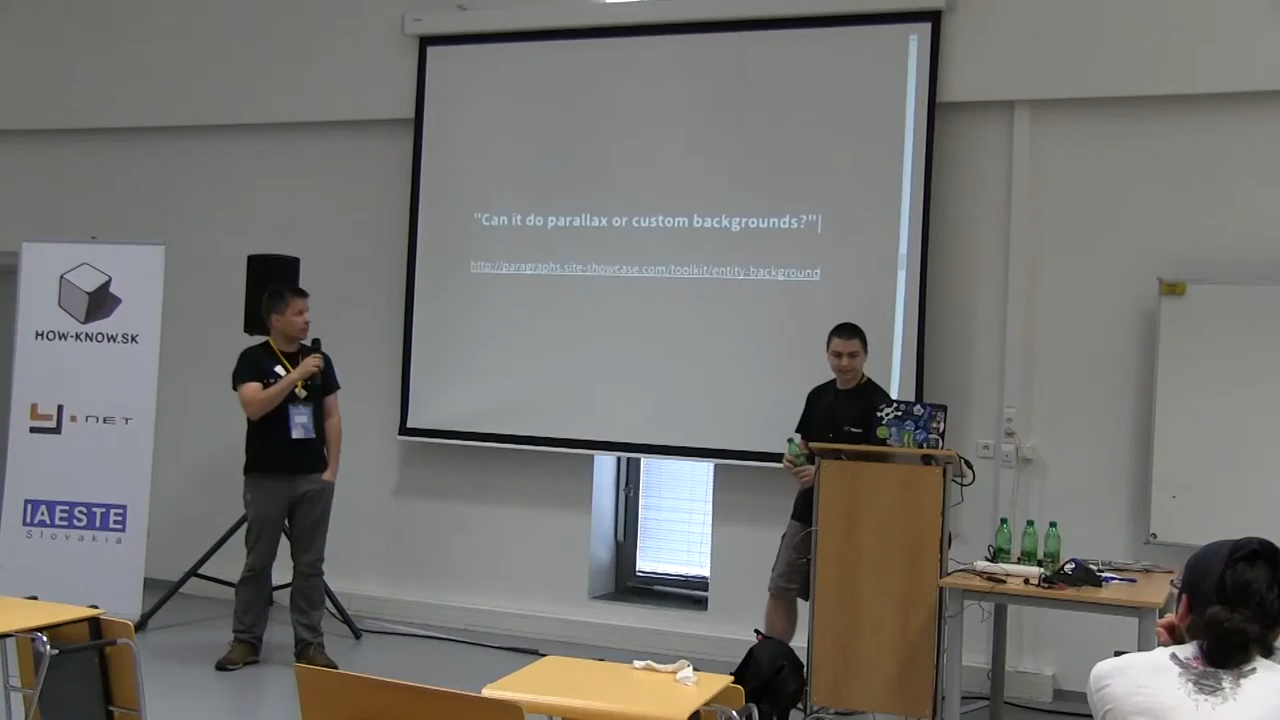 "Can it do parallax or custom backgrounds?"
http://paragraphs.site-showcase.com/toolkit/entity-background
HOW-KNOW.SK
NET
IAESTE
Slovakia